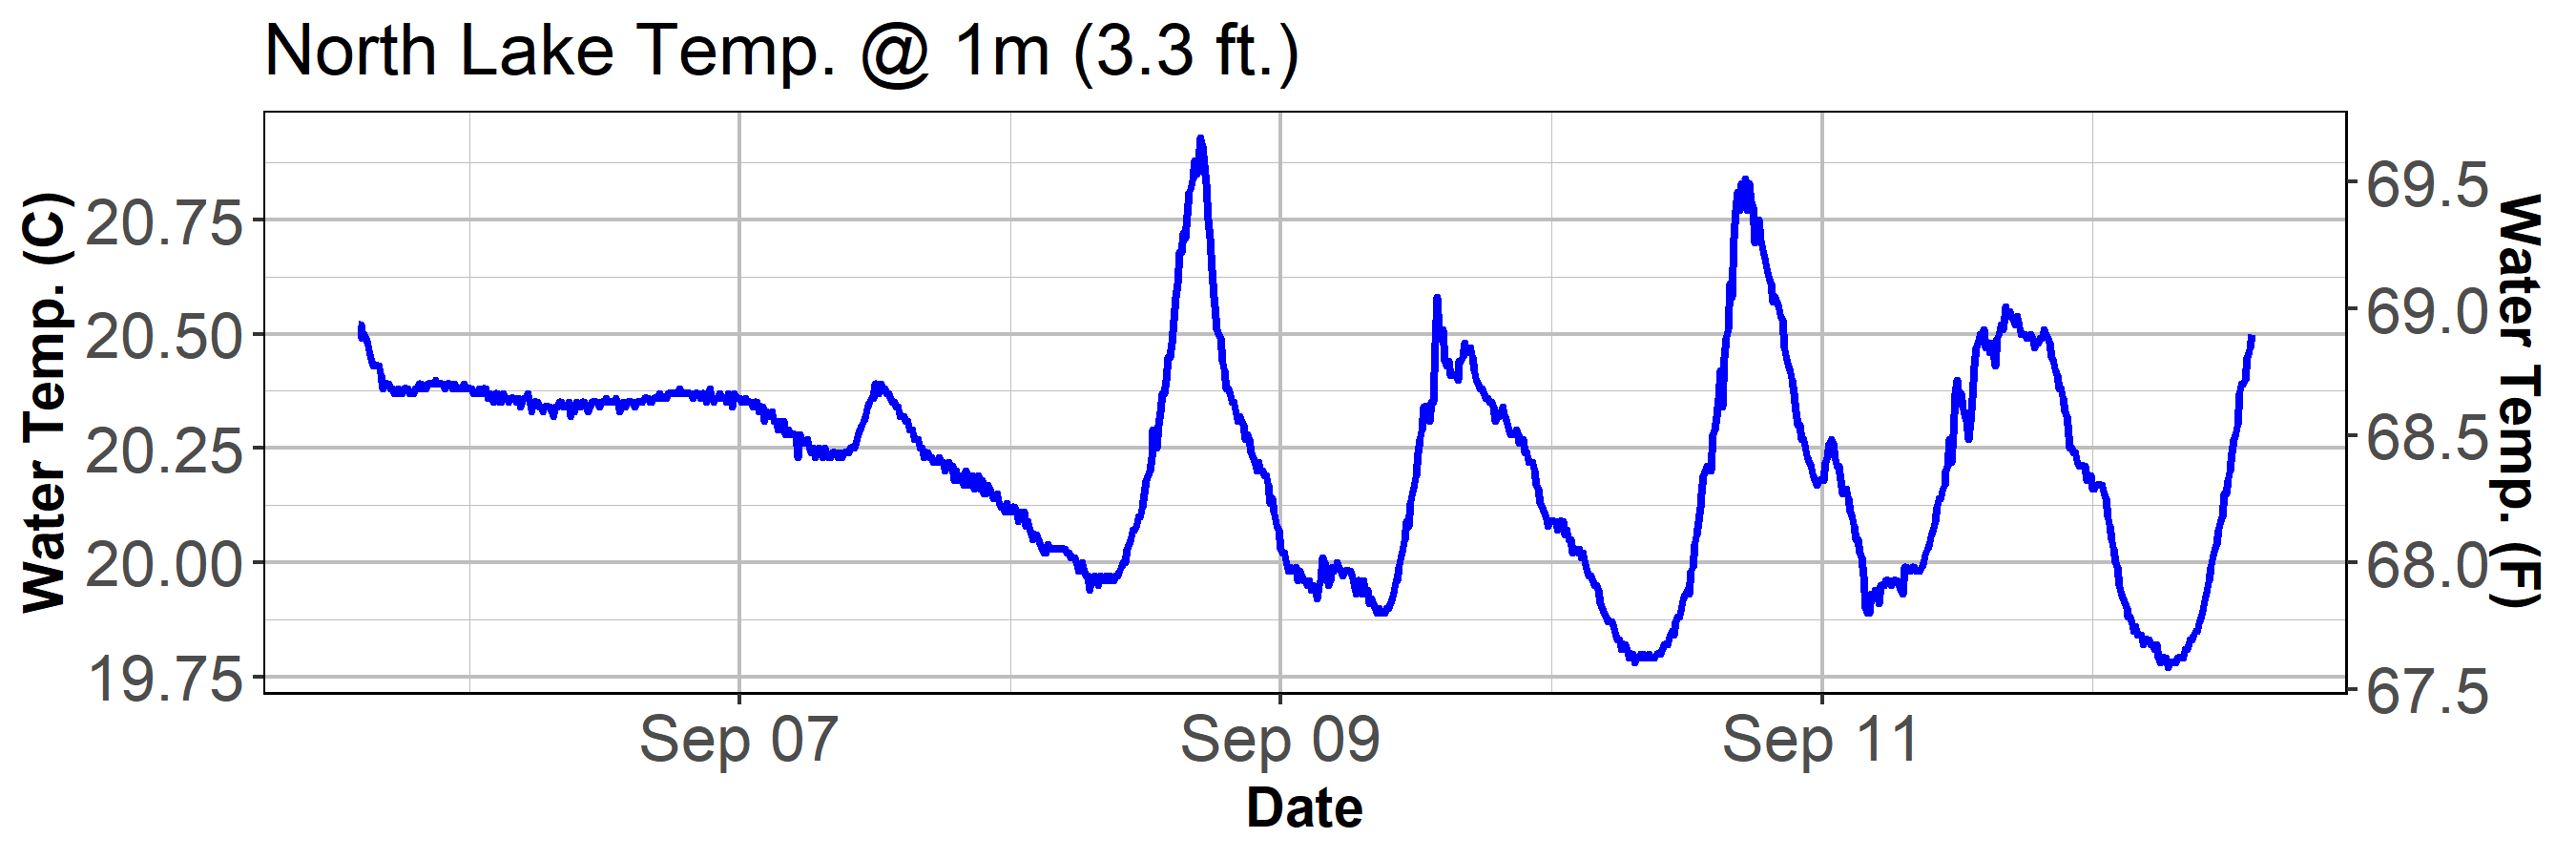 North Lake Temp. @ 1m (3.3 ft.)
Water Temp. (C)
20.75
20.50
20.25
20.00
19.75
69.5
69.0
68.5
68.0
67.5
Water Temp. (F)
Sep 07
Sep 09
Sep 11
Date